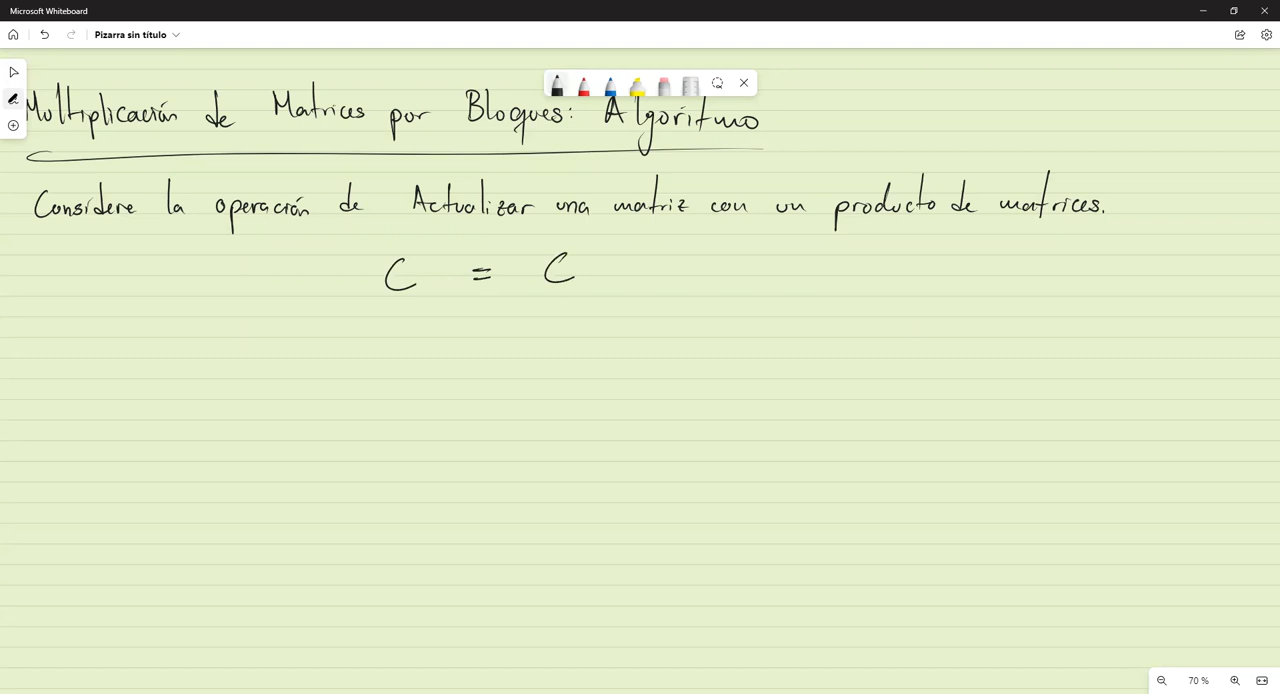 Microsoft Whiteboard
Pizarra sin título
Multiplicación de Matrices por Bloques: Algoritmo
Considere la operación de Actualizar una matriz con un producto de matrices.
C = C
70 %